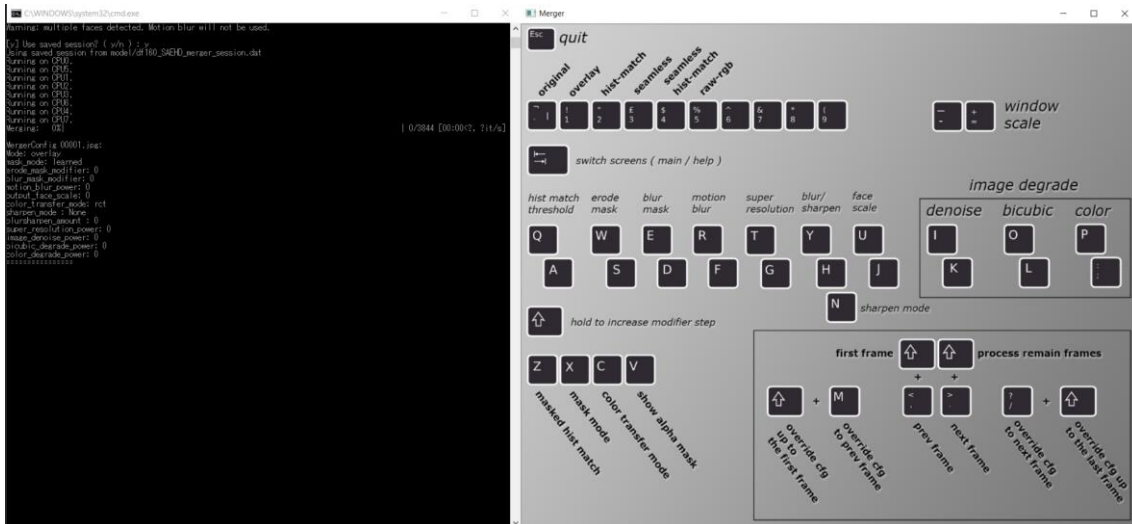 C:\WINDOWS\system32\cmd.exe
Warning: multiple faces detected. Motion blur will not be used.
[y] Use saved session? ( y/n ) : y
Using saved session from model/df160_SAEHD_merger_session.dat
Running on CPU0.
Running on CPU5.
Running on CPU1.
Running on CPU2.
Running on CPU3.
Running on CPU6.
Running on CPU4.
Running on CPU7.
Merging: 0%| | 0/3844 [00:00<?, ?it/s]
MergerConfig 00001.jpg:
Mode: overlay
mask_mode: learned
erode_mask_modifier: 0
blur_mask_modifier: 0
motion_blur_power: 0
output_face_scale: 0
color_transfer_mode: rct
sharpen_mode : None
blursharpen_amount : 0
super_resolution_power: 0
image_denoise_power: 0
bicubic_degrade_power: 0
color_degrade_power: 0
================
Merger
Esc quit
original
overlay
hist-match
seamless
seamless hist-match
raw-rgb
! 1
" 2
£ 3
$ 4
% 5
^ 6
& 7
* 8
( 9
- + =
window scale
switch screens ( main / help )
image degrade
hist match threshold
erode mask
blur mask
motion blur
super resolution
blur/ sharpen
face scale
denoise bicubic color
Q W E R T Y U I O P
A S D F G H J K L : ;
N sharpen mode
hold to increase modifier step
first frame
process remain frames
Z X C V
masked hist match
mask mode
color transfer mode
show alpha mask
+ +
+ M < , > . ? / +
override cfg up to the first frame
override cfg to prev frame
prev frame
next frame
override cfg to next frame
override cfg up to the last frame